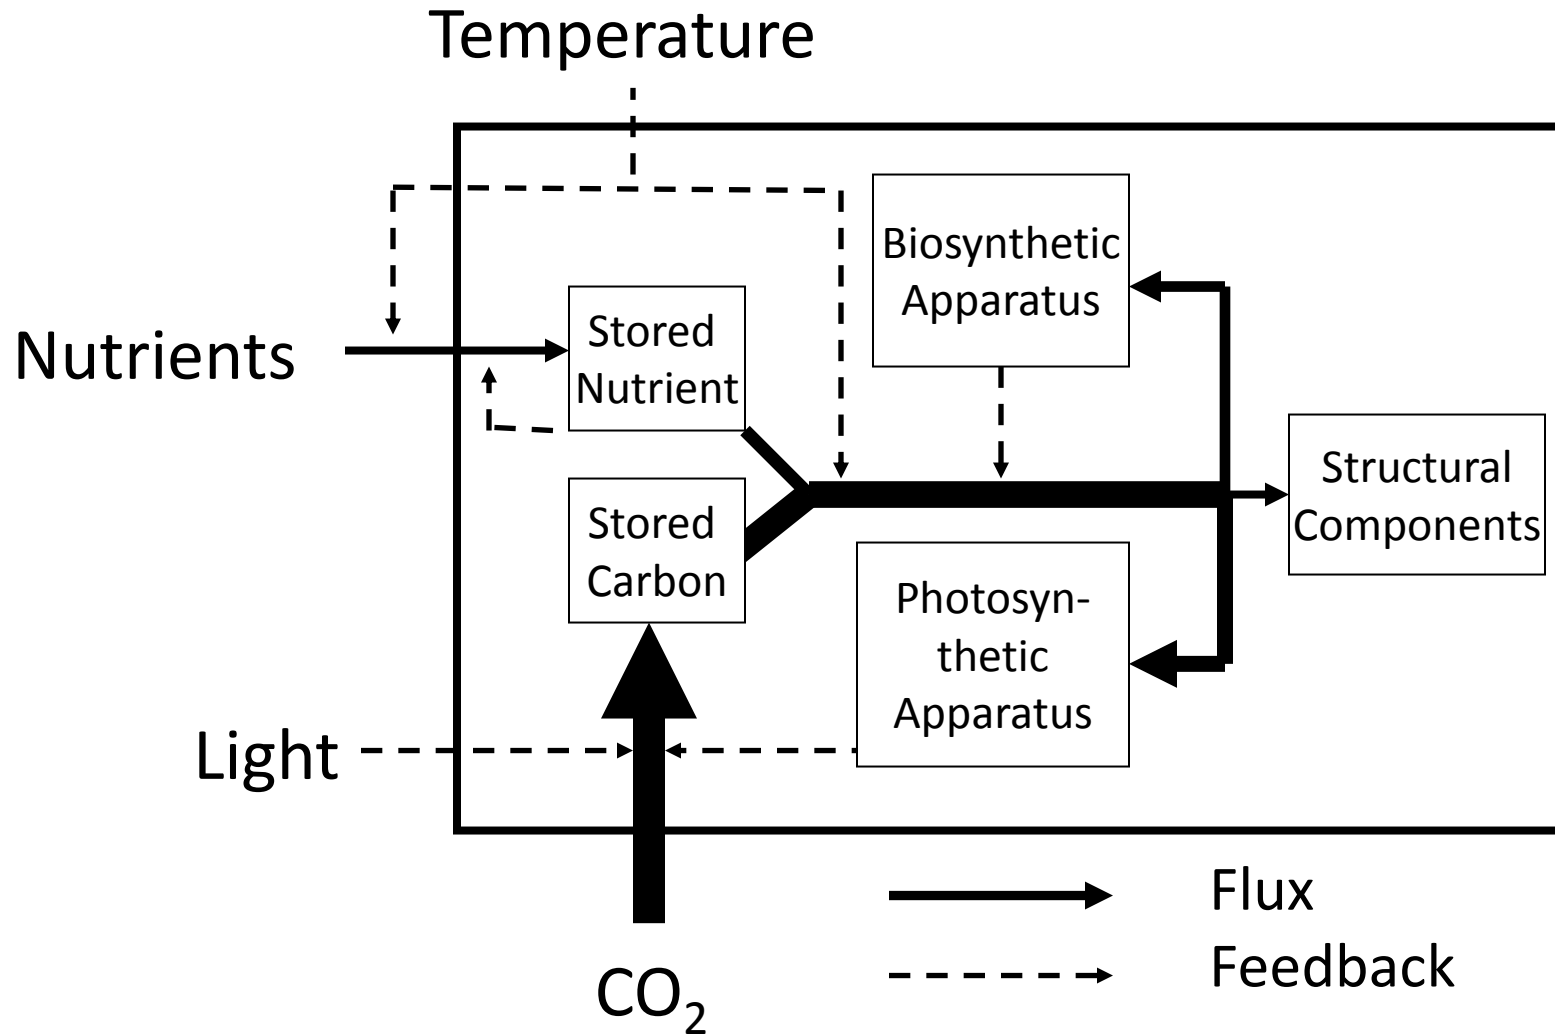 Temperature
Biosynthetic
Apparatus
Stored
Nutrient
Nutrients
Structural
Components
Stored
Carbon
Photosyn-
thetic
Apparatus
Light
Flux
Feedback
CO₂